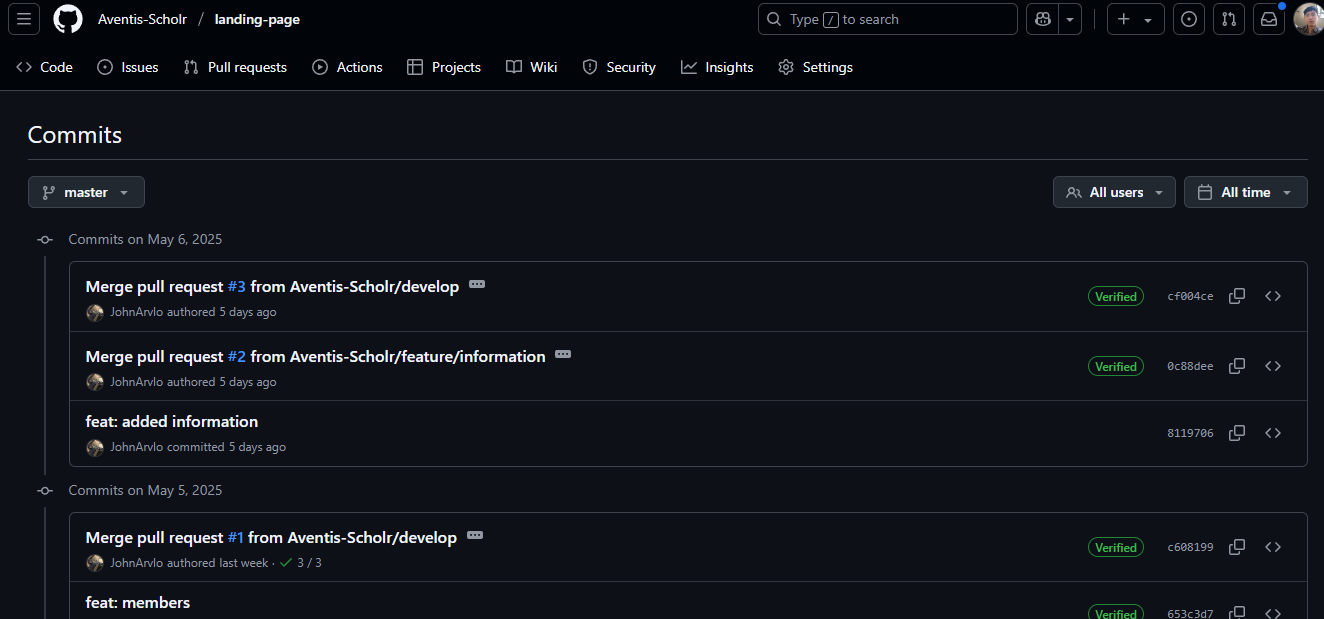 Aventis-Scholr / landing-page
Type / to search
Code
Issues
Pull requests
Actions
Projects
Wiki
Security
Insights
Settings
Commits
master
All users
All time
Commits on May 6, 2025
Merge pull request #3 from Aventis-Scholr/develop
JohnArvlo authored 5 days ago
Verified
cf004ce
Merge pull request #2 from Aventis-Scholr/feature/information
JohnArvlo authored 5 days ago
Verified
0c88dee
feat: added information
JohnArvlo committed 5 days ago
8119706
Commits on May 5, 2025
Merge pull request #1 from Aventis-Scholr/develop
JohnArvlo authored last week · 3 / 3
Verified
c608199
feat: members
Verified
653c3d7